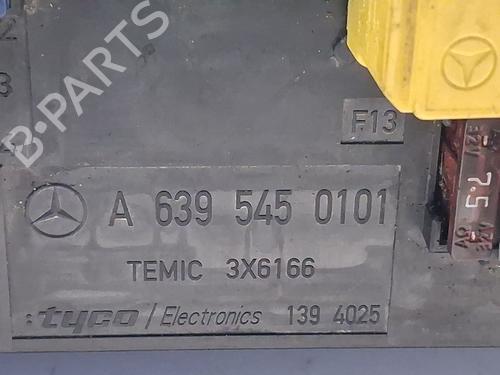 B-PARTS
F13
7.5
A 639 545 0101
TEMIC 3X6166
tyco / Electronics 139 4025